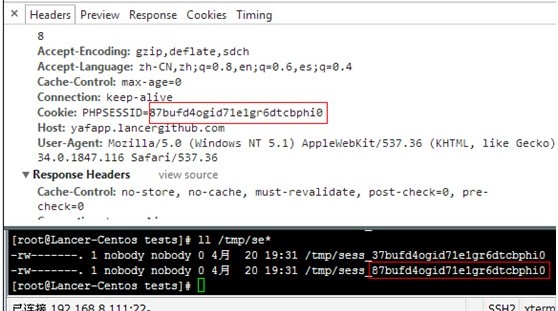 × Headers Preview Response Cookies Timing
8
Accept-Encoding: gzip,deflate,sdch
Accept-Language: zh-CN,zh;q=0.8,en;q=0.6,es;q=0.4
Cache-Control: max-age=0
Connection: keep-alive
Cookie: PHPSESSID=87bufd4ogid71e1gr6dtcbphi0
Host: yafapp.lancergithub.com
User-Agent: Mozilla/5.0 (Windows NT 5.1) AppleWebKit/537.36 (KHTML, like Gecko)
34.0.1847.116 Safari/537.36
▼ Response Headers view source
Cache-Control: no-store, no-cache, must-revalidate, post-check=0, pre-
check=0
[root@Lancer-Centos tests]# ll /tmp/se*
-rw-------. 1 nobody nobody 0 4月 20 19:31 /tmp/sess_37bufd4ogid71e1gr6dtcbphi0
-rw-------. 1 nobody nobody 0 4月 20 19:31 /tmp/sess_87bufd4ogid71e1gr6dtcbphi0
[root@Lancer-Centos tests]#
已连接 192.168.8.111:22。 SSH2 xterm